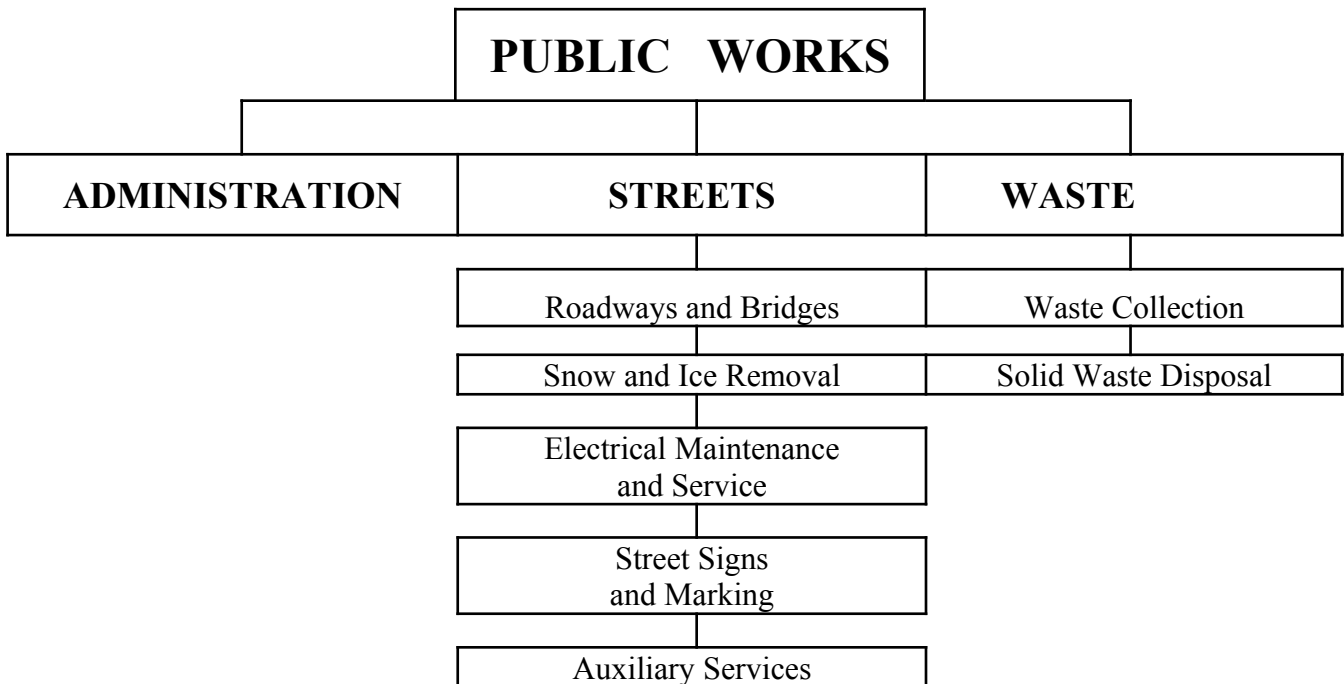 PUBLIC WORKS
ADMINISTRATION
STREETS
WASTE
Roadways and Bridges
Waste Collection
Snow and Ice Removal
Solid Waste Disposal
Electrical Maintenance
and Service
Street Signs
and Marking
Auxiliary Services